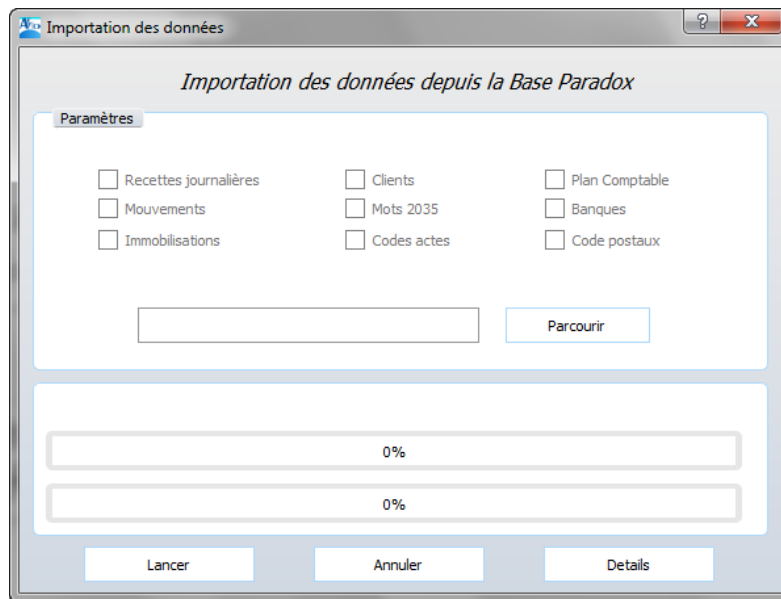 Importation des données
Importation des données depuis la Base Paradox
Paramètres
Recettes journalières Clients Plan Comptable
Mouvements Mots 2035 Banques
Immobilisations Codes actes Code postaux
Parcourir
0%
0%
Lancer Annuler Details